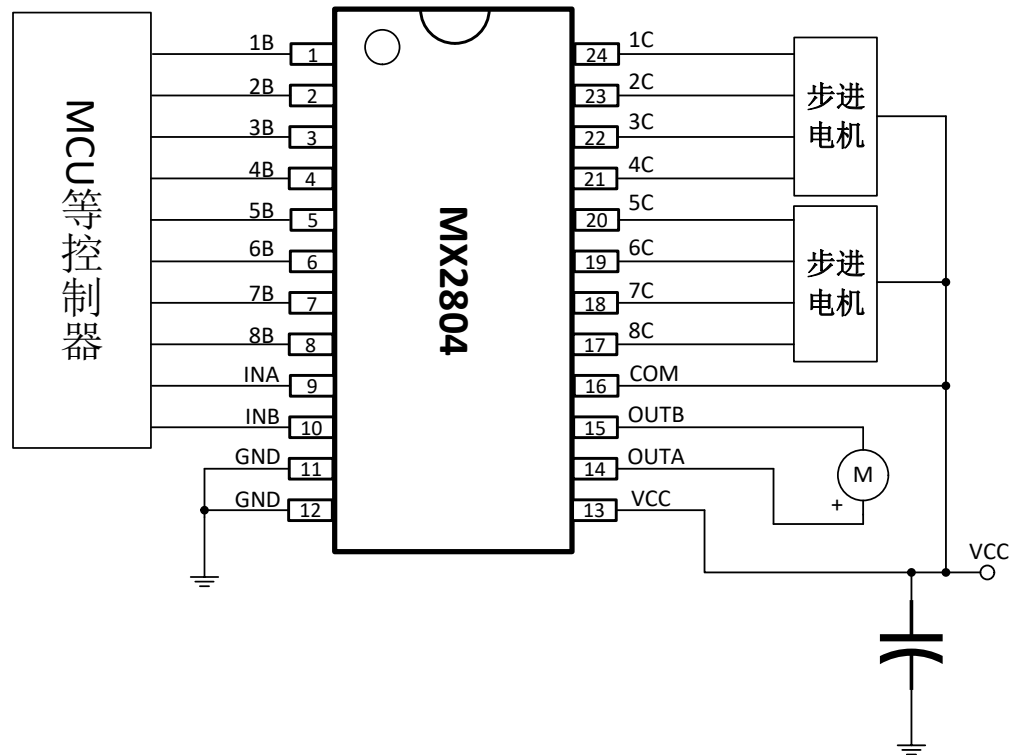 MCU等控制器
1B
1
2B
2
3B
3
4B
4
5B
5
6B
6
7B
7
8B
8
INA
9
INB
10
GND
11
GND
12
MX2804
24
1C
23
2C
22
3C
21
4C
20
5C
19
6C
18
7C
17
8C
16
COM
15
OUTB
14
OUTA
13
VCC
步进
电机
步进
电机
M
+
VCC